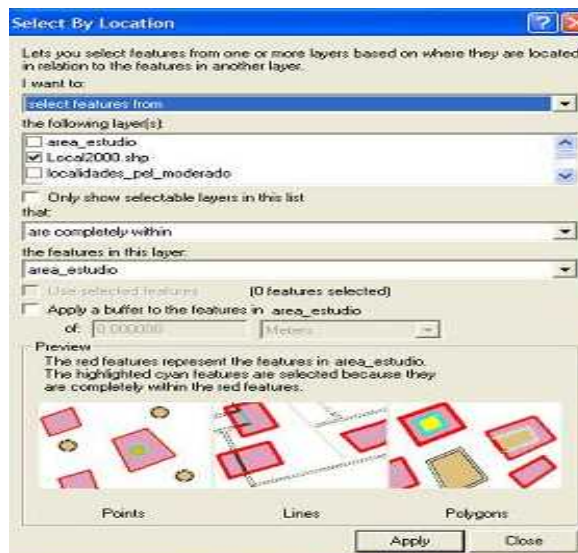 Select By Location
Lets you select features from one or more layers based on where they are located
in relation to the features in another layer.
I want to:
select features from
the following layer(s):
area_estudio
Local2000.shp
localidades_pel_moderado
Only show selectable layers in this list
that:
are completely within
the features in this layer:
area_estudio
Use selected features (0 features selected)
Apply a buffer to the features in area_estudio
of: 0.000000 Meters
Preview
The red features represent the features in area_estudio.
The highlighted cyan features are selected because they
are completely within the red features.
Points Lines Polygons
Apply Close